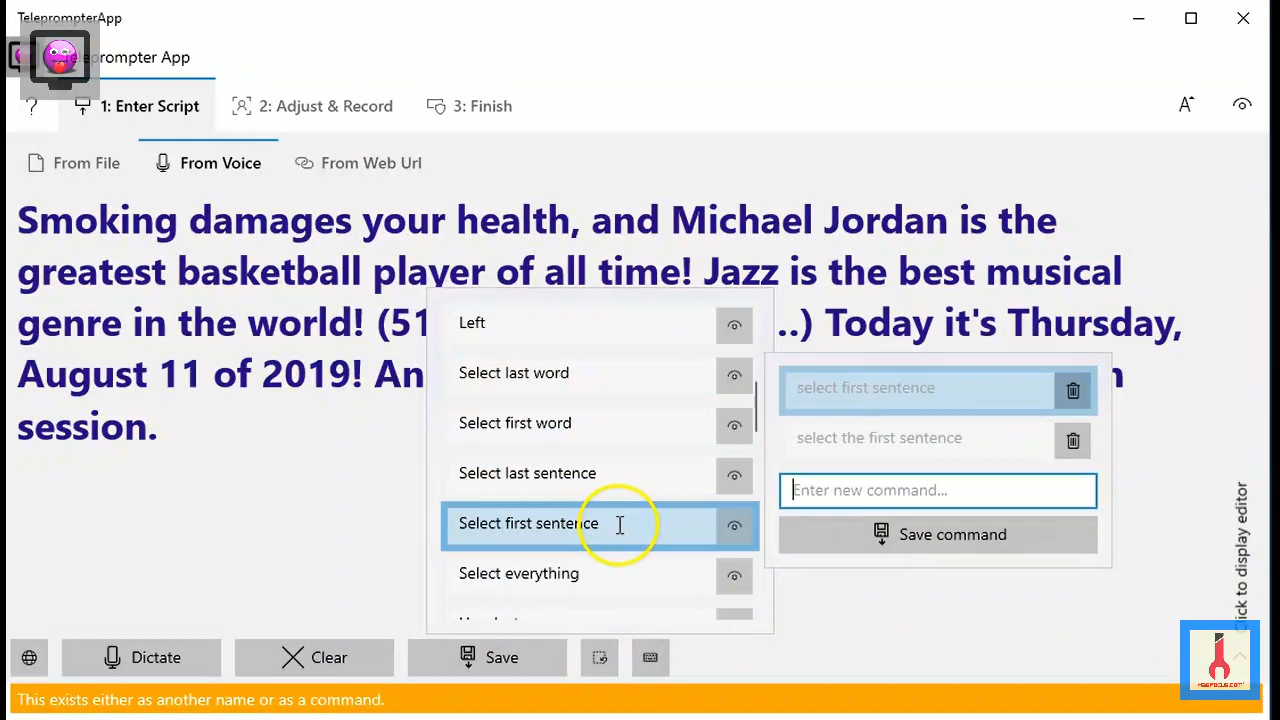 TeleprompterApp
Teleprompter App
?
1: Enter Script
2: Adjust & Record
3: Finish
From File
From Voice
From Web Url
Smoking damages your health, and Michael Jordan is the
greatest basketball player of all time! Jazz is the best musical
genre in the world! (51 ..) Today it's Thursday,
August 11 of 2019! An n
session.
Left
Select last word
Select first word
Select last sentence
Select first sentence
Select everything
select first sentence
select the first sentence
Enter new command...
Save command
Click to display editor
Dictate
Clear
Save
This exists either as another name or as a command.